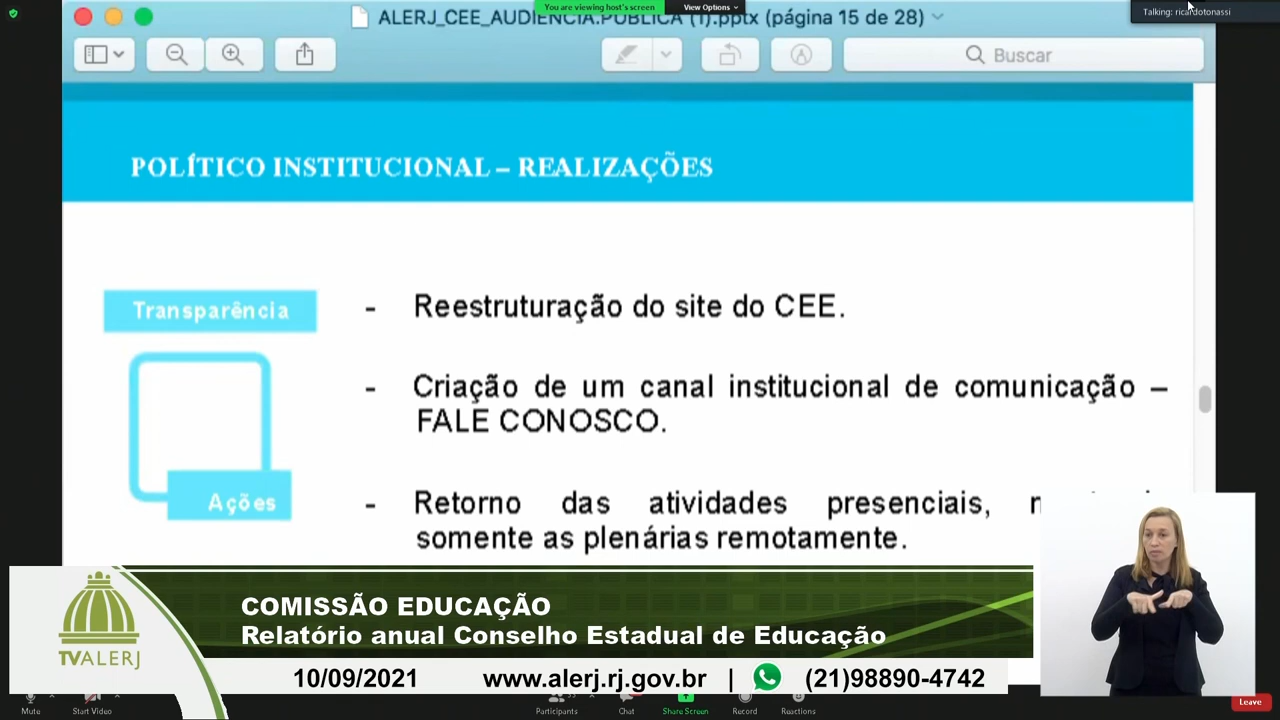 You are viewing host's screen
View Options
ALERJ_CEE_AUDIENCIA.PUBLICA (1).pptx (página 15 de 28)
Talking: ricardotonassi
Buscar
POLÍTICO INSTITUCIONAL – REALIZAÇÕES
Transparência
- Reestruturação do site do CEE.
- Criação de um canal institucional de comunicação –
FALE CONOSCO.
Ações
- Retorno das atividades presenciais,
somente as plenárias remotamente.
COMISSÃO EDUCAÇÃO
Relatório anual Conselho Estadual de Educação
TVALERJ
10/09/2021 www.alerj.rj.gov.br | (21)98890-4742
Mute Start Video Participants Chat Share Screen Record Reactions Leave